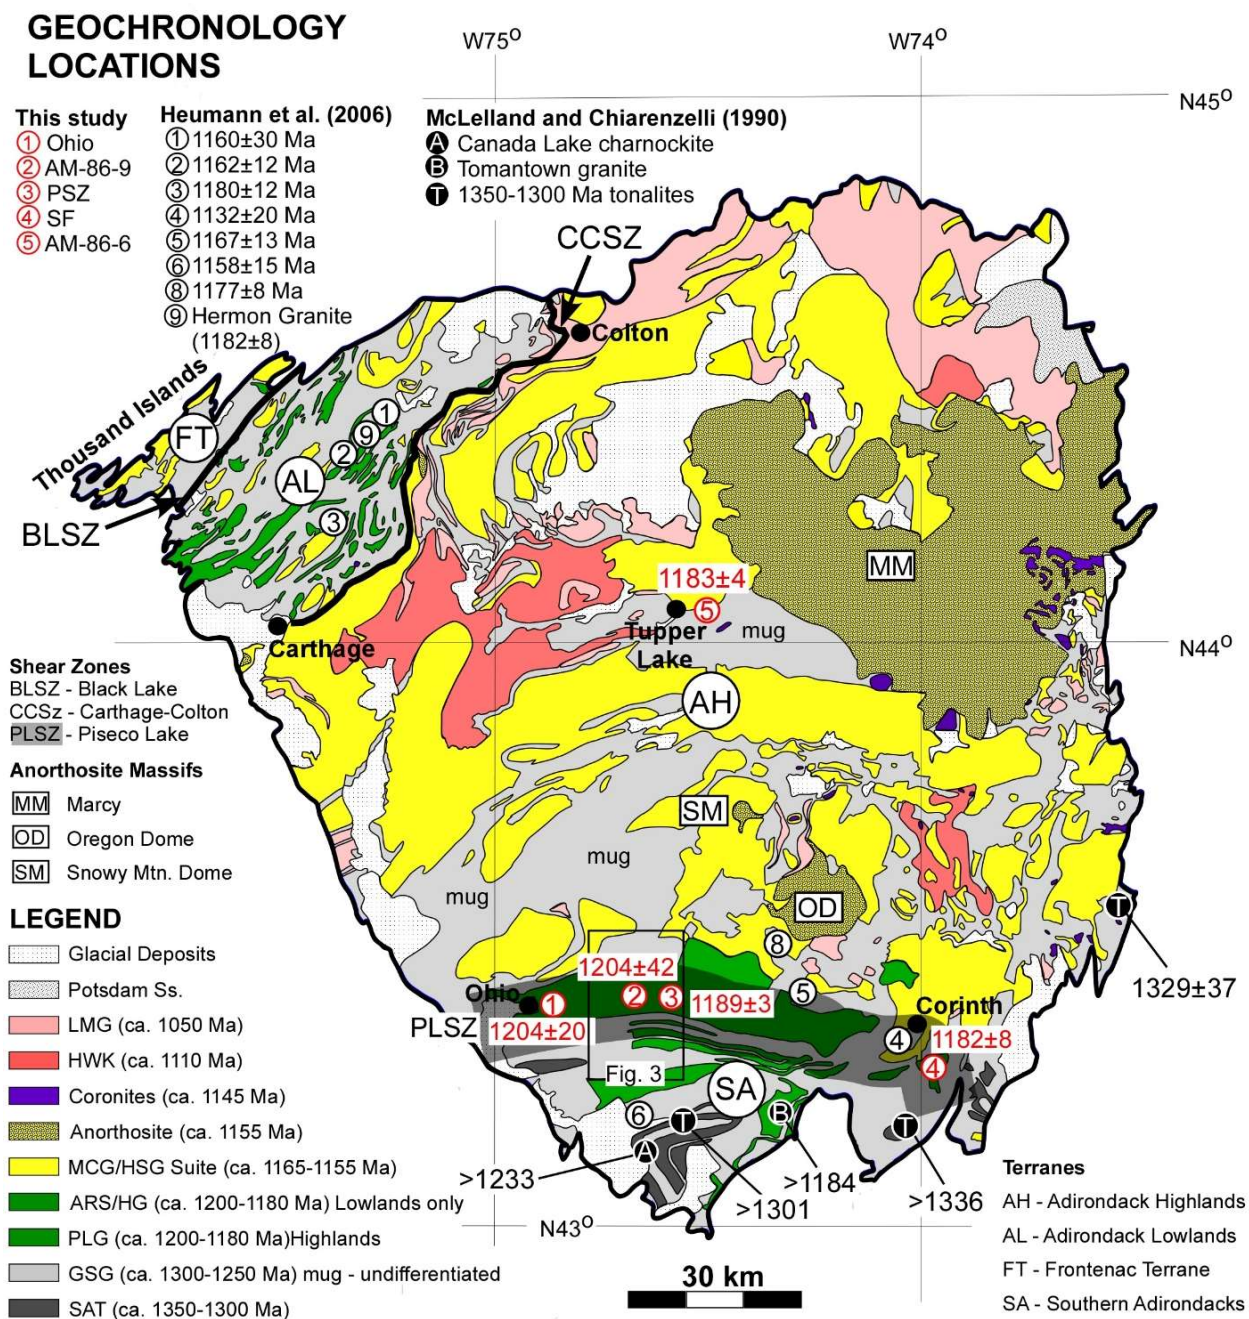 GEOCHRONOLOGY
LOCATIONS
This study
1 Ohio
2 AM-86-9
3 PSZ
4 SF
5 AM-86-6
Heumann et al. (2006)
1 1160±30 Ma
2 1162±12 Ma
3 1180±12 Ma
4 1132±20 Ma
5 1167±13 Ma
6 1158±15 Ma
8 1177±8 Ma
9 Hermon Granite
(1182±8)
McLelland and Chiarenzelli (1990)
A Canada Lake charnockite
B Tomantown granite
T 1350-1300 Ma tonalites
W75º
W74º
N45º
CCSZ
Colton
Thousand Islands
FT
1
9
2
AL
3
BLSZ
MM
1183±4
5
Tupper
Lake
mug
Carthage
N44º
AH
Shear Zones
BLSZ - Black Lake
CCSz - Carthage-Colton
PLSZ - Piseco Lake
Anorthosite Massifs
MM Marcy
OD Oregon Dome
SM Snowy Mtn. Dome
SM
mug
mug
OD
T
8
1329±37
1204±42
Ohio
1
2
3
1189±3
5
Corinth
PLSZ
1204±20
4
1182±8
4
Fig. 3
SA
6
T
B
T
A
>1233
>1184
>1301
>1336
N43º
30 km
LEGEND
Glacial Deposits
Potsdam Ss.
LMG (ca. 1050 Ma)
HWK (ca. 1110 Ma)
Coronites (ca. 1145 Ma)
Anorthosite (ca. 1155 Ma)
MCG/HSG Suite (ca. 1165-1155 Ma)
ARS/HG (ca. 1200-1180 Ma) Lowlands only
PLG (ca. 1200-1180 Ma)Highlands
GSG (ca. 1300-1250 Ma) mug - undifferentiated
SAT (ca. 1350-1300 Ma)
Terranes
AH - Adirondack Highlands
AL - Adirondack Lowlands
FT - Frontenac Terrane
SA - Southern Adirondacks